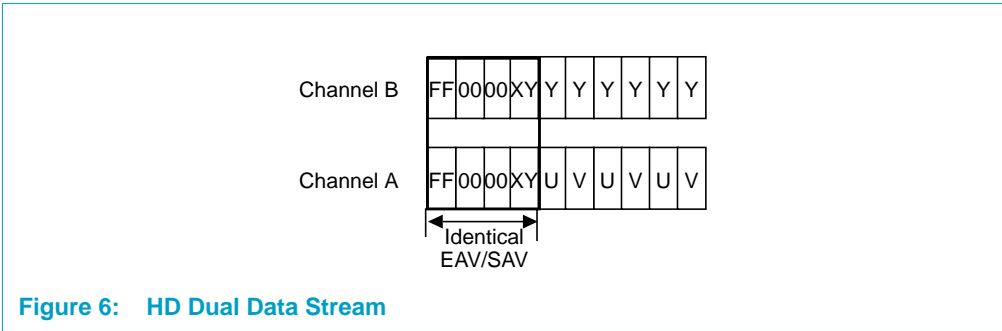 Channel B FF 00 00 XY Y Y Y Y Y Y
Channel A FF 00 00 XY U V U V U V
Identical
EAV/SAV
Figure 6: HD Dual Data Stream